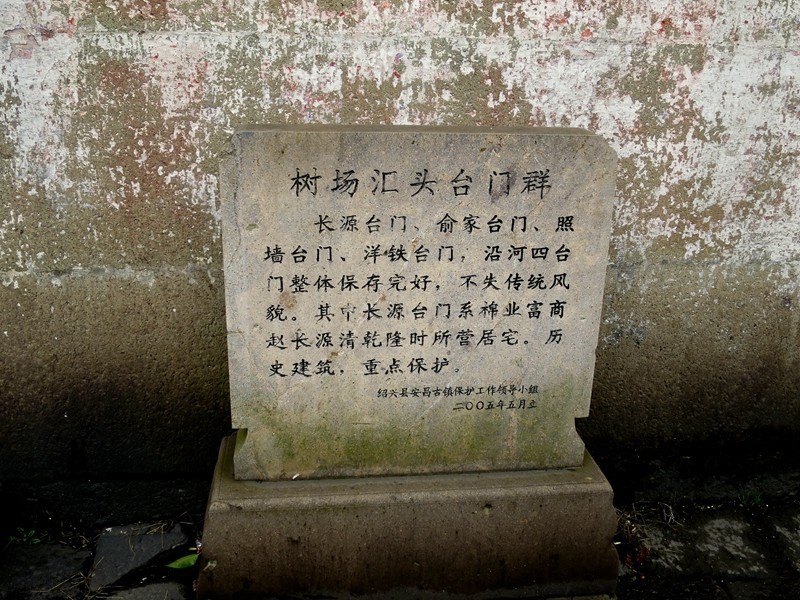 树场汇头台门群
长源台门、俞家台门、照
墙台门、洋铁台门，沿河四台
门整体保存完好，不失传统风
貌。其中长源台门系棉业富商
赵长源清乾隆时所营居宅。历
史建筑，重点保护。
绍兴县安昌古镇保护工作领导小组
二〇〇五年五月立